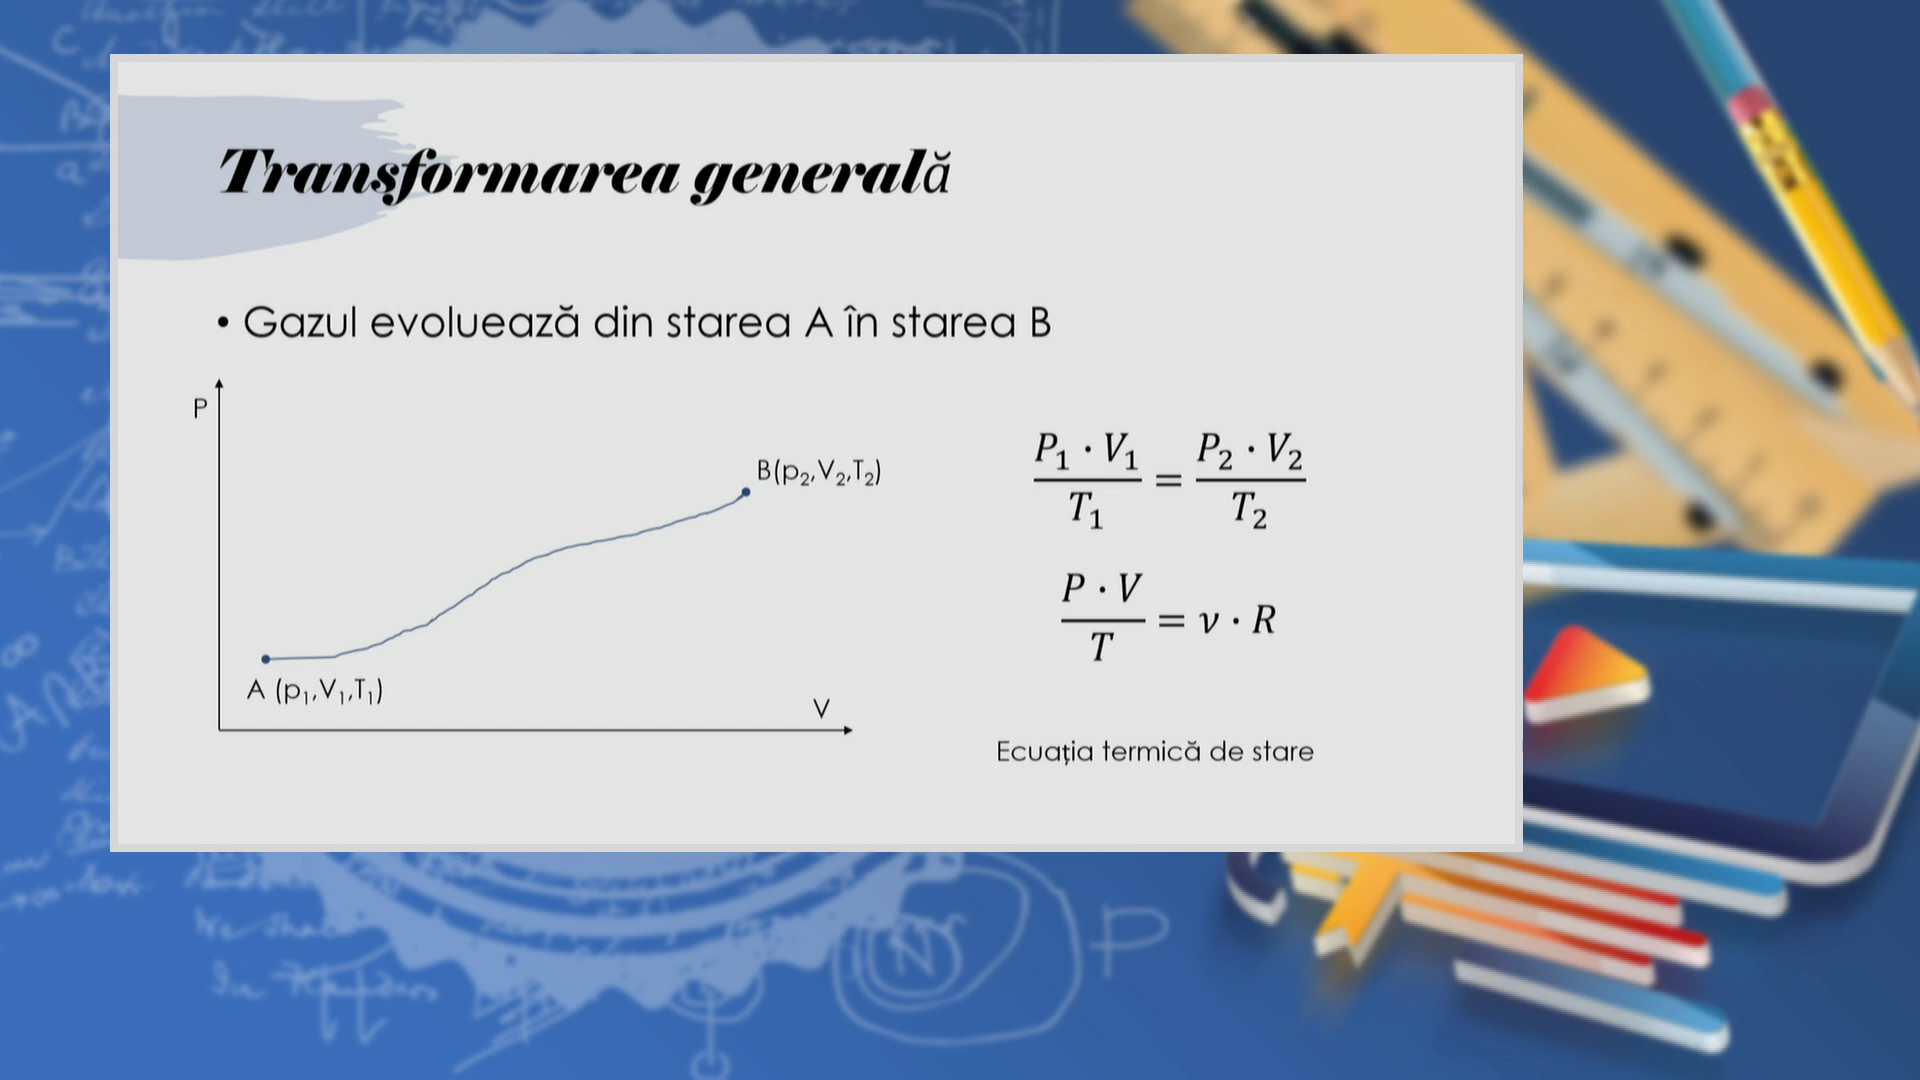 Transformarea generală
• Gazul evoluează din starea A în starea B
P
B(p₂,V₂,T₂)
A (p₁,V₁,T₁)
V
P₁ · V₁ / T₁ = P₂ · V₂ / T₂
P · V / T = ν · R
Ecuația termică de stare
N
P